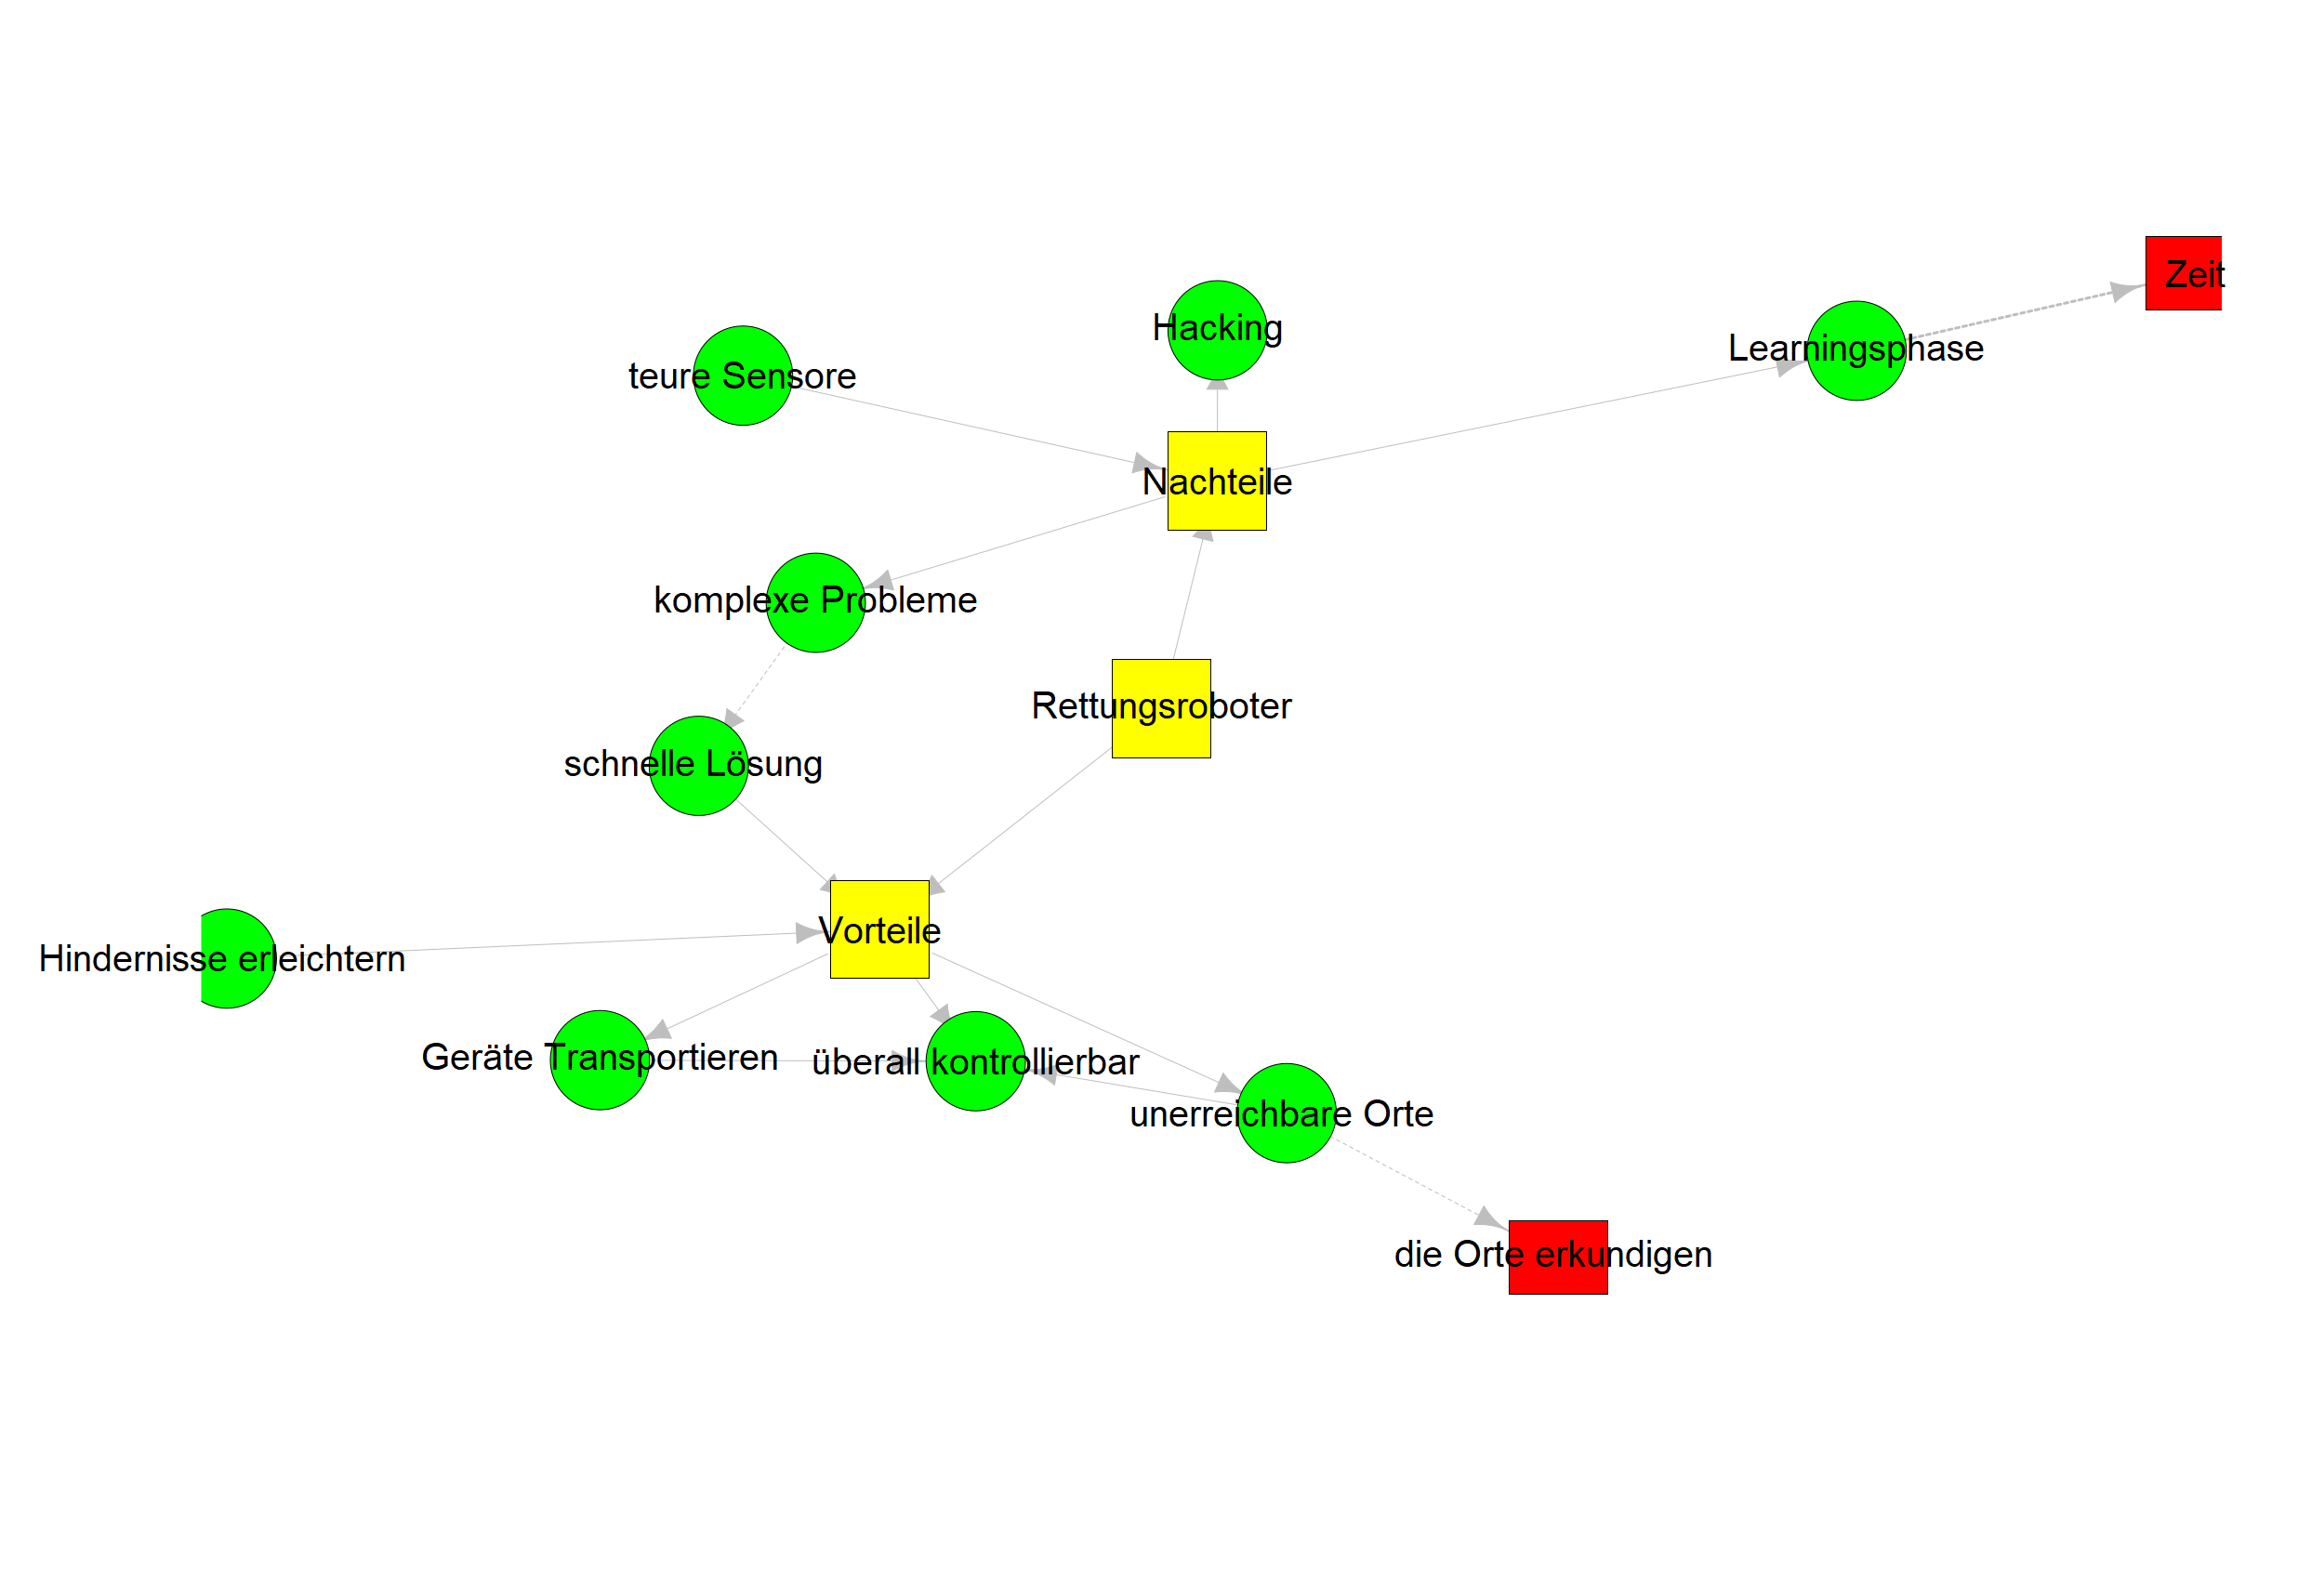 Zeit
Hacking
Learningsphase
teure Sensore
Nachteile
komplexe Probleme
Rettungsroboter
schnelle Lösung
Vorteile
Hindernisse erleichtern
Geräte Transportieren
überall kontrollierbar
unerreichbare Orte
die Orte erkundigen